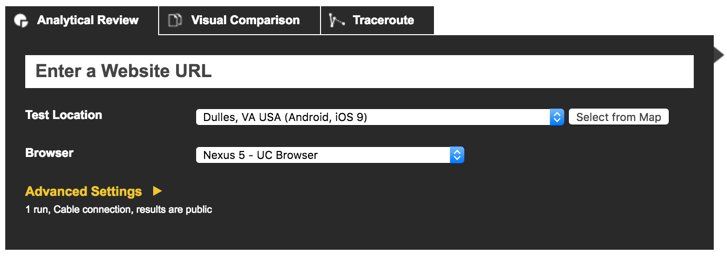 Analytical Review
Visual Comparison
Traceroute
Enter a Website URL
Test Location
Dulles, VA USA (Android, iOS 9)
Select from Map
Browser
Nexus 5 - UC Browser
Advanced Settings
1 run, Cable connection, results are public